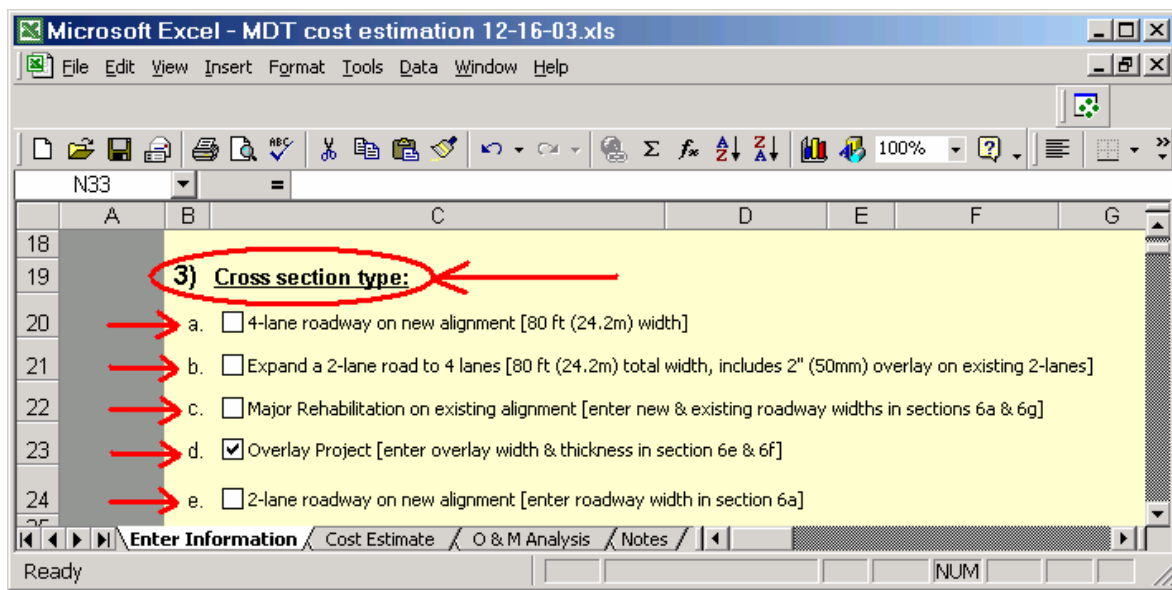 Microsoft Excel - MDT cost estimation 12-16-03.xls
File Edit View Insert Format Tools Data Window Help
ABC Σ fx A Z Z A 100% ? »
N33 =
A B C D E F G
18
19 3) Cross section type:
20 a. 4-lane roadway on new alignment [80 ft (24.2m) width]
21 b. Expand a 2-lane road to 4 lanes [80 ft (24.2m) total width, includes 2" (50mm) overlay on existing 2-lanes]
22 c. Major Rehabilitation on existing alignment [enter new & existing roadway widths in sections 6a & 6g]
23 d. Overlay Project [enter overlay width & thickness in section 6e & 6f]
24 e. 2-lane roadway on new alignment [enter roadway width in section 6a]
Enter Information / Cost Estimate / O & M Analysis / Notes /
Ready NUM